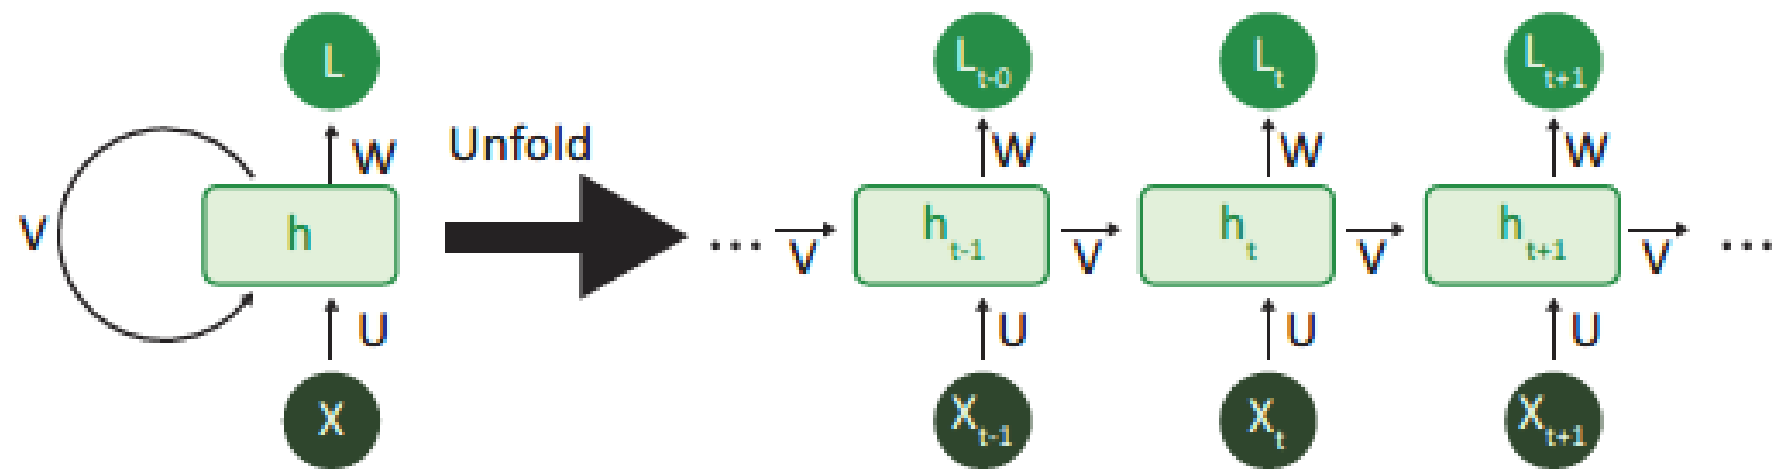 L
W
V
h
U
X
Unfold
...
V
L t-0
W
h t-1
U
X t-1
V
L t
W
h t
U
X t
V
L t+1
W
h t+1
U
X t+1
V
...